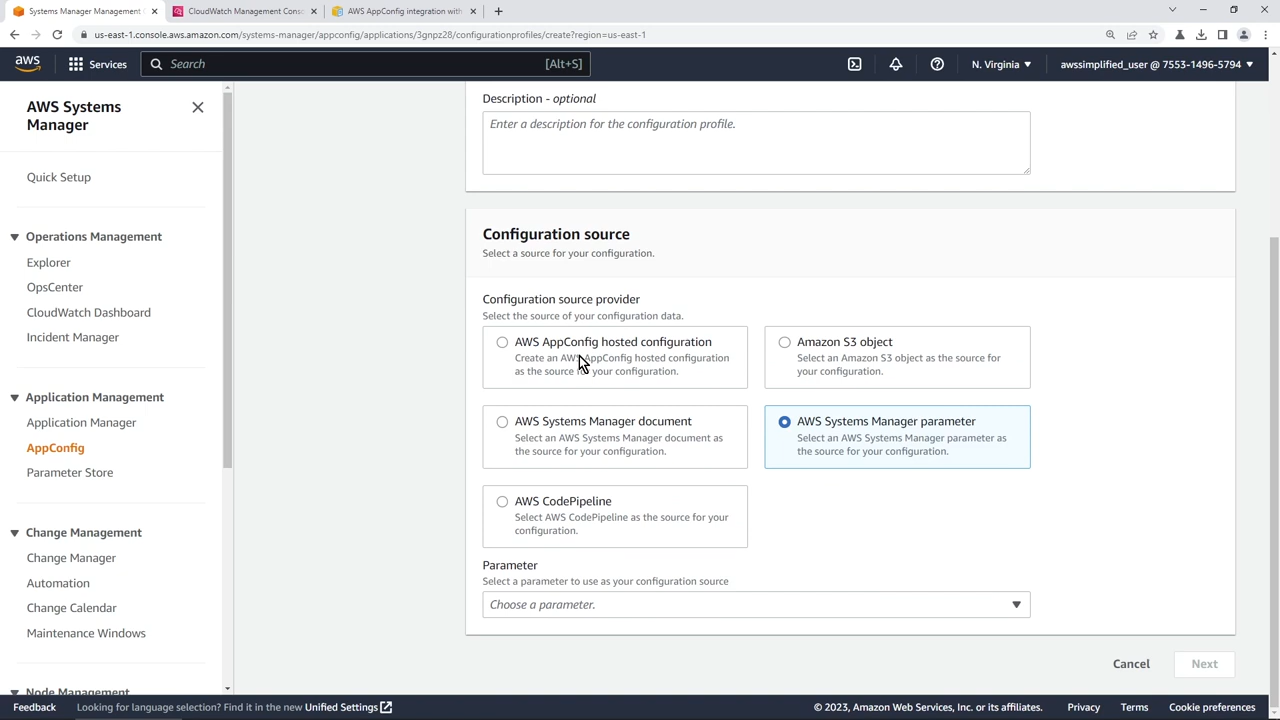 Systems Manager Management
CloudWatch Management Conso
AWS AppConfig integration with
us-east-1.console.aws.amazon.com/systems-manager/appconfig/applications/3gnpz28/configurationprofiles/create?region=us-east-1
aws
Services
Search
[Alt+S]
N. Virginia
awssimplified_user @ 7553-1496-5794
AWS Systems
Manager
Quick Setup
Operations Management
Explorer
OpsCenter
CloudWatch Dashboard
Incident Manager
Application Management
Application Manager
AppConfig
Parameter Store
Change Management
Change Manager
Automation
Change Calendar
Maintenance Windows
Node Management
Description - optional
Enter a description for the configuration profile.
Configuration source
Select a source for your configuration.
Configuration source provider
Select the source of your configuration data.
AWS AppConfig hosted configuration
Create an AWS AppConfig hosted configuration
as the source for your configuration.
Amazon S3 object
Select an Amazon S3 object as the source for
your configuration.
AWS Systems Manager document
Select an AWS Systems Manager document as
the source for your configuration.
AWS Systems Manager parameter
Select an AWS Systems Manager parameter as
the source for your configuration.
AWS CodePipeline
Select AWS CodePipeline as the source for your
configuration.
Parameter
Select a parameter to use as your configuration source
Choose a parameter.
Cancel
Next
Feedback
Looking for language selection? Find it in the new Unified Settings
© 2023, Amazon Web Services, Inc. or its affiliates.
Privacy
Terms
Cookie preferences